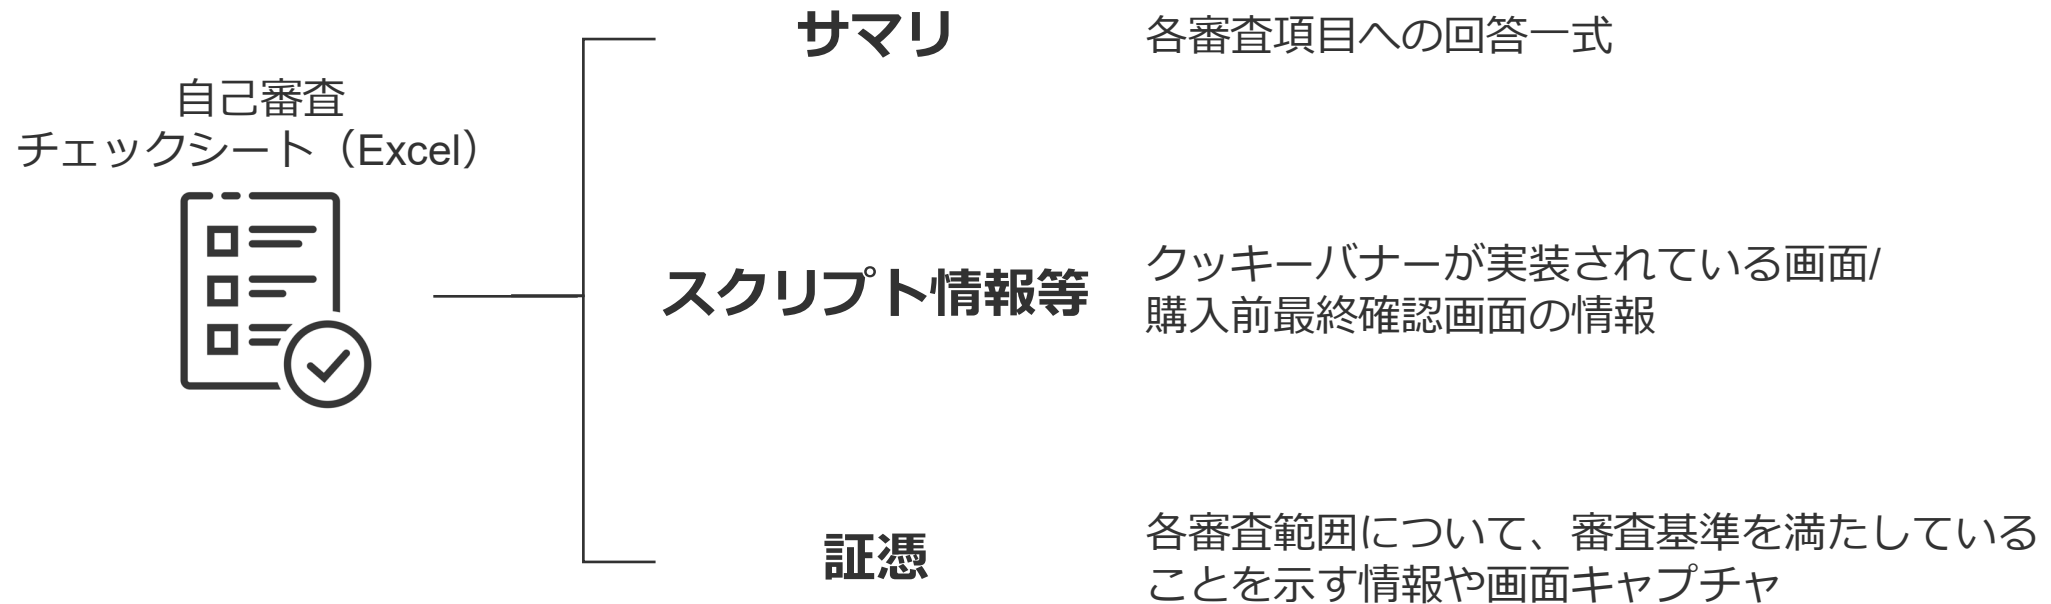 自己審査
チェックシート（Excel）
サマリ
各審査項目への回答一式
スクリプト情報等
クッキーバナーが実装されている画面/
購入前最終確認画面の情報
証憑
各審査範囲について、審査基準を満たしている
ことを示す情報や画面キャプチャ